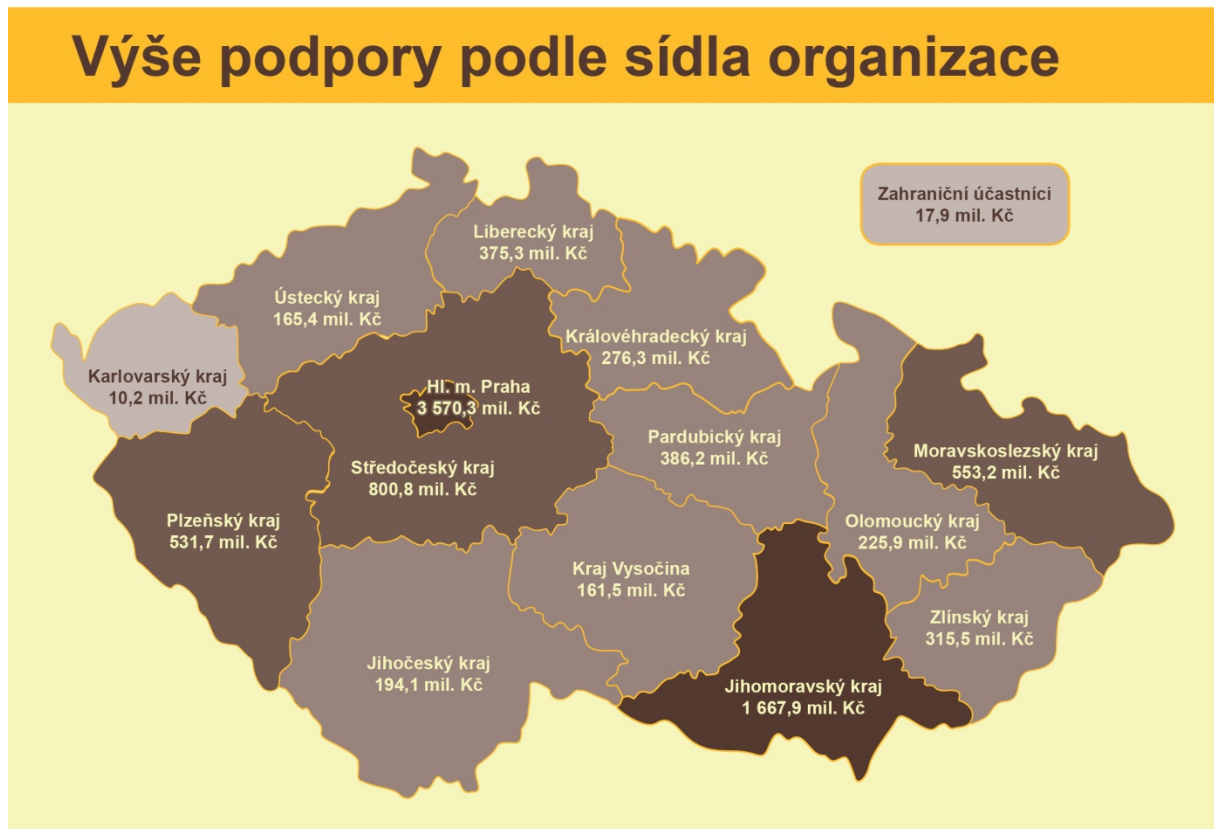 Výše podpory podle sídla organizace
Zahraniční účastníci
17,9 mil. Kč
Liberecký kraj
375,3 mil. Kč
Ústecký kraj
165,4 mil. Kč
Královéhradecký kraj
276,3 mil. Kč
Karlovarský kraj
10,2 mil. Kč
Hl. m. Praha
3 570,3 mil. Kč
Pardubický kraj
386,2 mil. Kč
Moravskoslezský kraj
553,2 mil. Kč
Středočeský kraj
800,8 mil. Kč
Plzeňský kraj
531,7 mil. Kč
Olomoucký kraj
225,9 mil. Kč
Kraj Vysočina
161,5 mil. Kč
Zlínský kraj
315,5 mil. Kč
Jihočeský kraj
194,1 mil. Kč
Jihomoravský kraj
1 667,9 mil. Kč